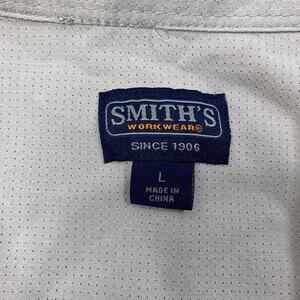 SMITH'S
WORKWEAR®
SINCE 1906
L
MADE IN
CHINA